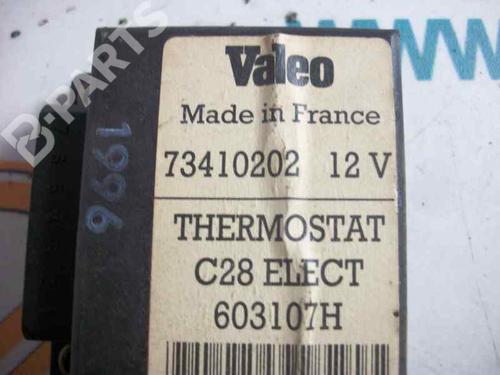 Valeo
Made in France
73410202 12 V
THERMOSTAT
C28 ELECT
603107H
1996
B-PARTS
WWW.